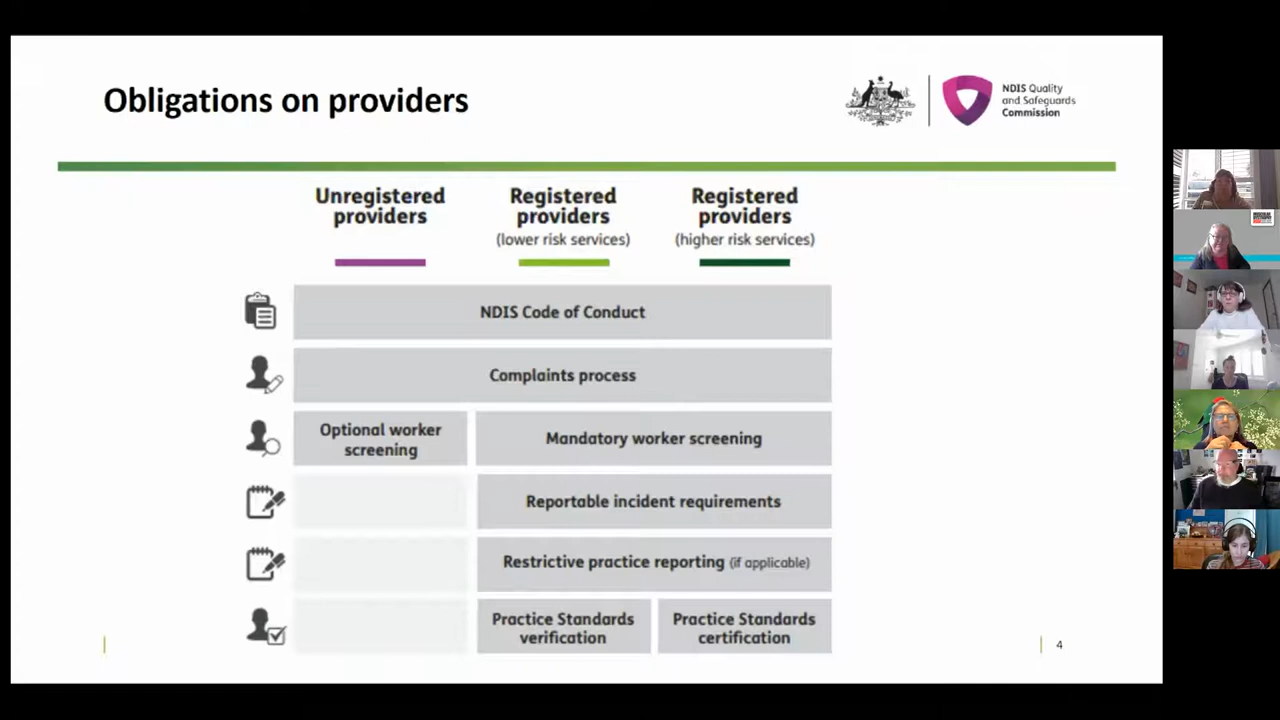 Obligations on providers
NDIS Quality
and Safeguards
Commission
Unregistered
providers
Registered
providers
(lower risk services)
Registered
providers
(higher risk services)
NDIS Code of Conduct
Complaints process
Optional worker
screening
Mandatory worker screening
Reportable incident requirements
Restrictive practice reporting (if applicable)
Practice Standards
verification
Practice Standards
certification
4